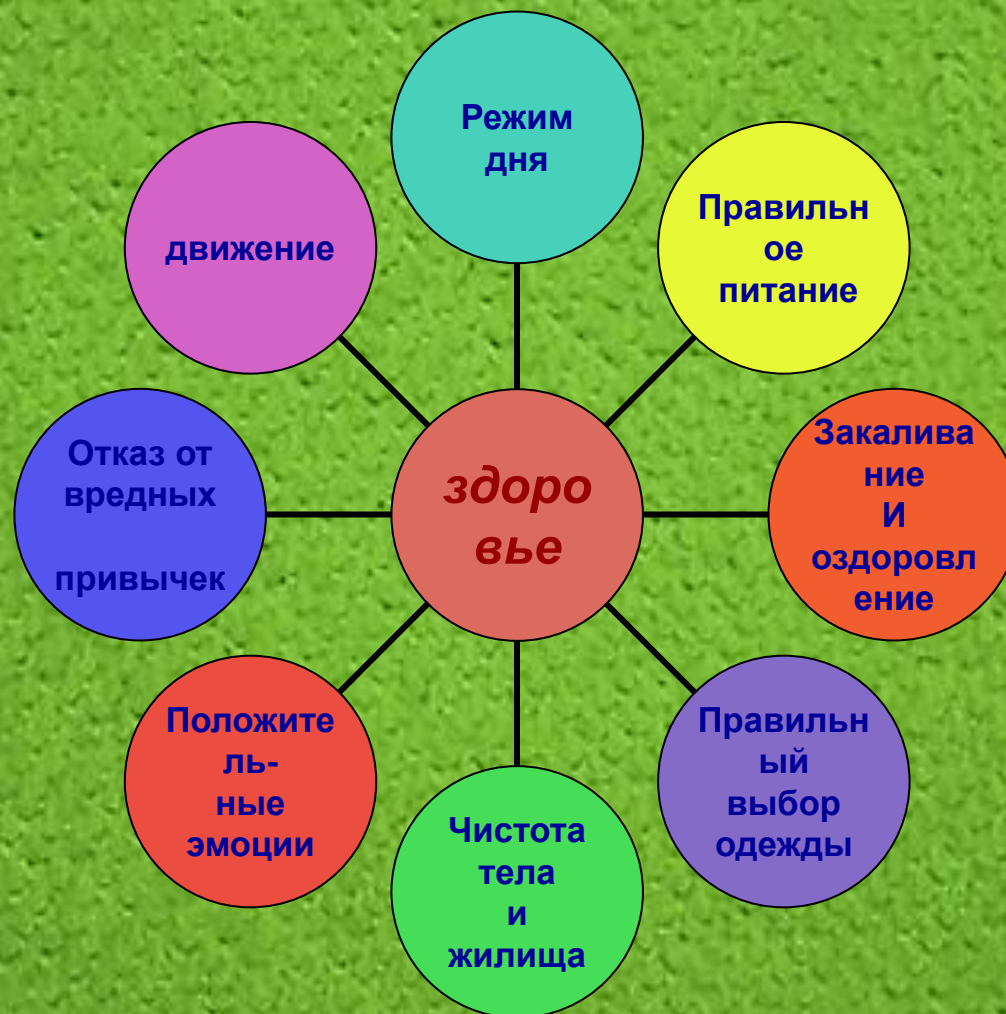 Режим
дня
Правильн
ое
питание
Закалива
ние
И
оздоровл
ение
Правильн
ый
выбор
одежды
Чистота
тела
и
жилища
Положите
ль-
ные
эмоции
Отказ от
вредных
привычек
движение
здоро
вье